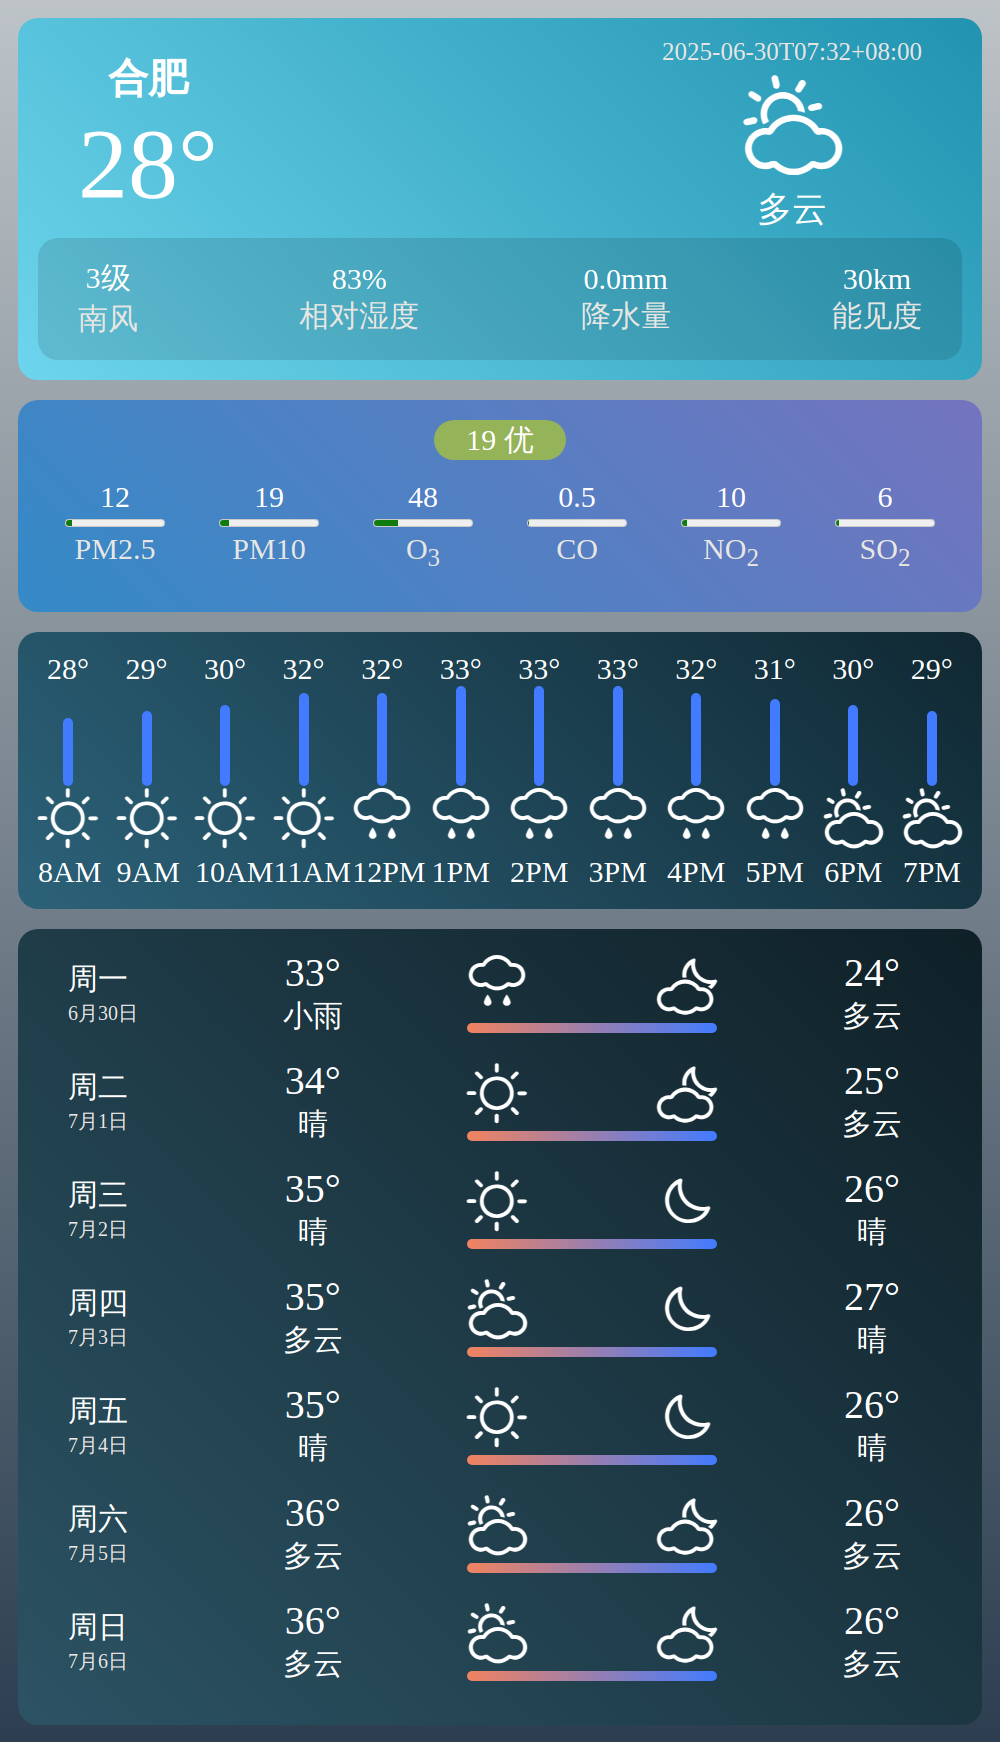 合肥
28°
2025-06-30T07:32+08:00
多云
3级 83% 0.0mm 30km
南风 相对湿度 降水量 能见度
19 优
12 19 48 0.5 10 6
PM2.5 PM10 O3 CO NO2 SO2
28° 29° 30° 32° 32° 33° 33° 33° 32° 31° 30° 29°
8AM 9AM 10AM 11AM 12PM 1PM 2PM 3PM 4PM 5PM 6PM 7PM
周一 33° 24°
6月30日 小雨 多云
周二 34° 25°
7月1日 晴 多云
周三 35° 26°
7月2日 晴 晴
周四 35° 27°
7月3日 多云 晴
周五 35° 26°
7月4日 晴 晴
周六 36° 26°
7月5日 多云 多云
周日 36° 26°
7月6日 多云 多云